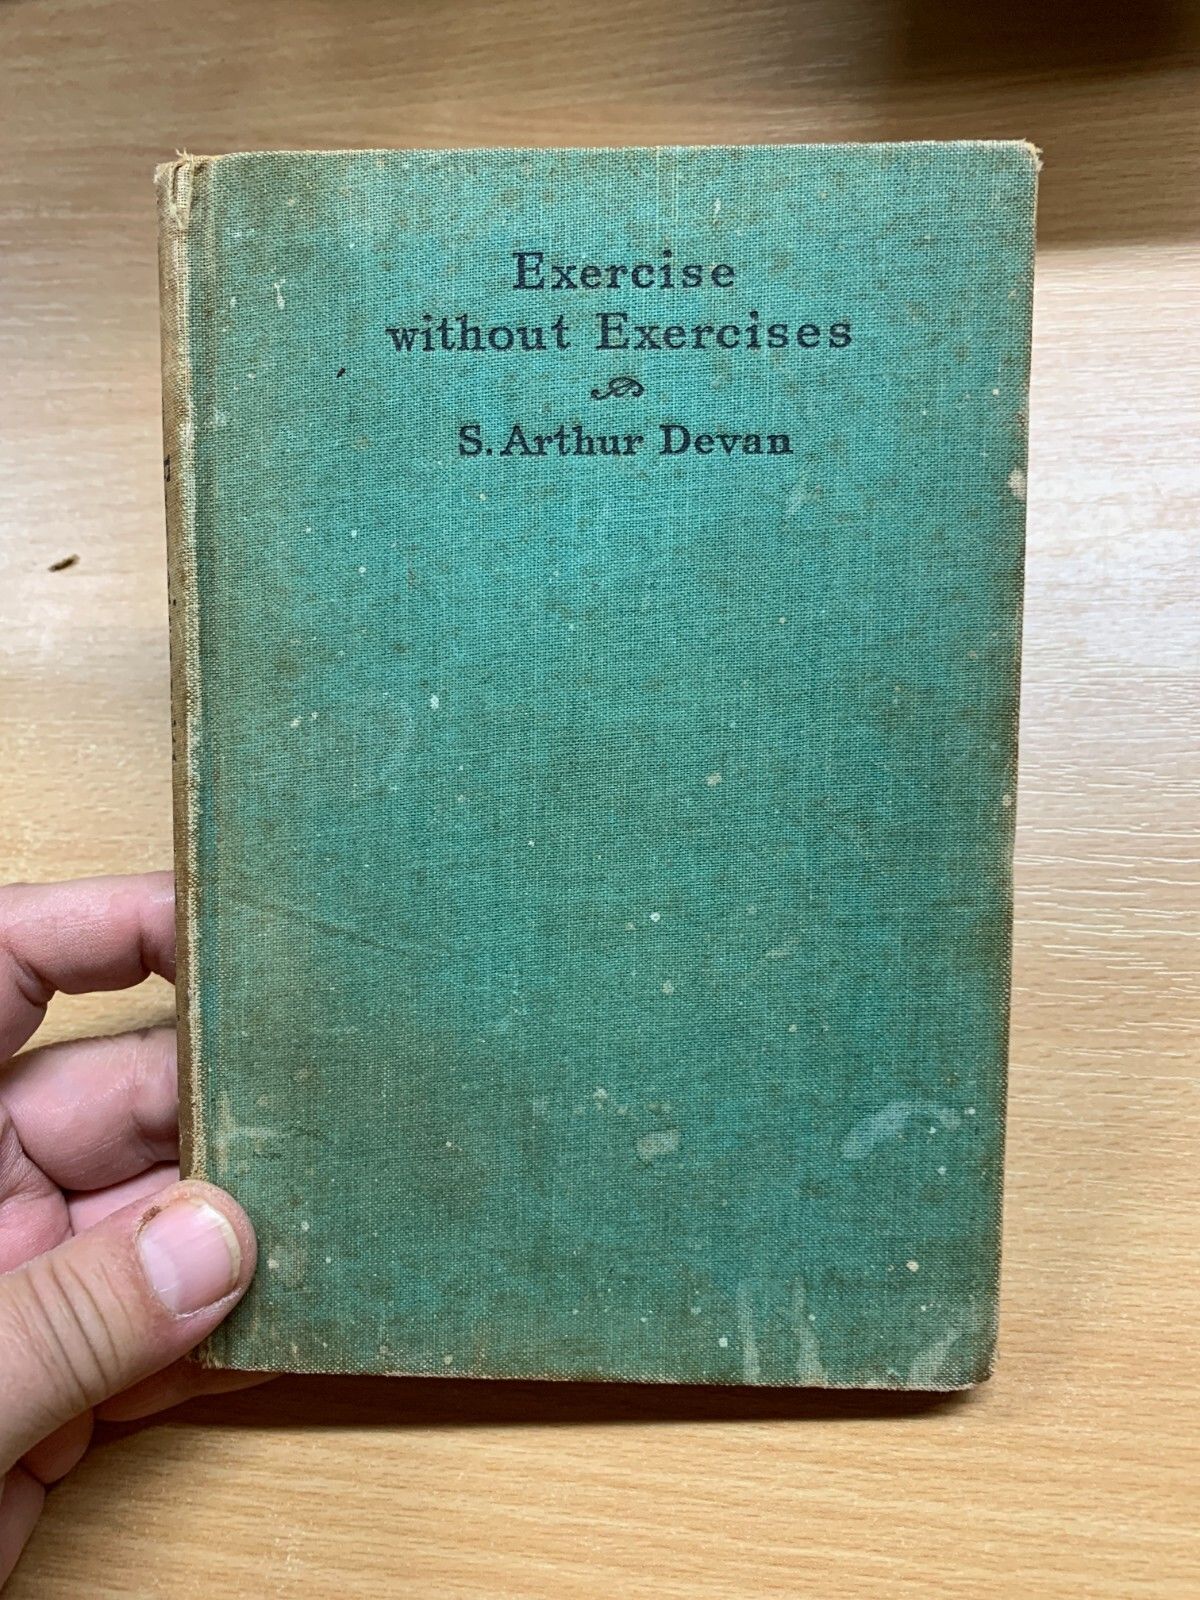 Exercise
without Exercises
S. Arthur Devan